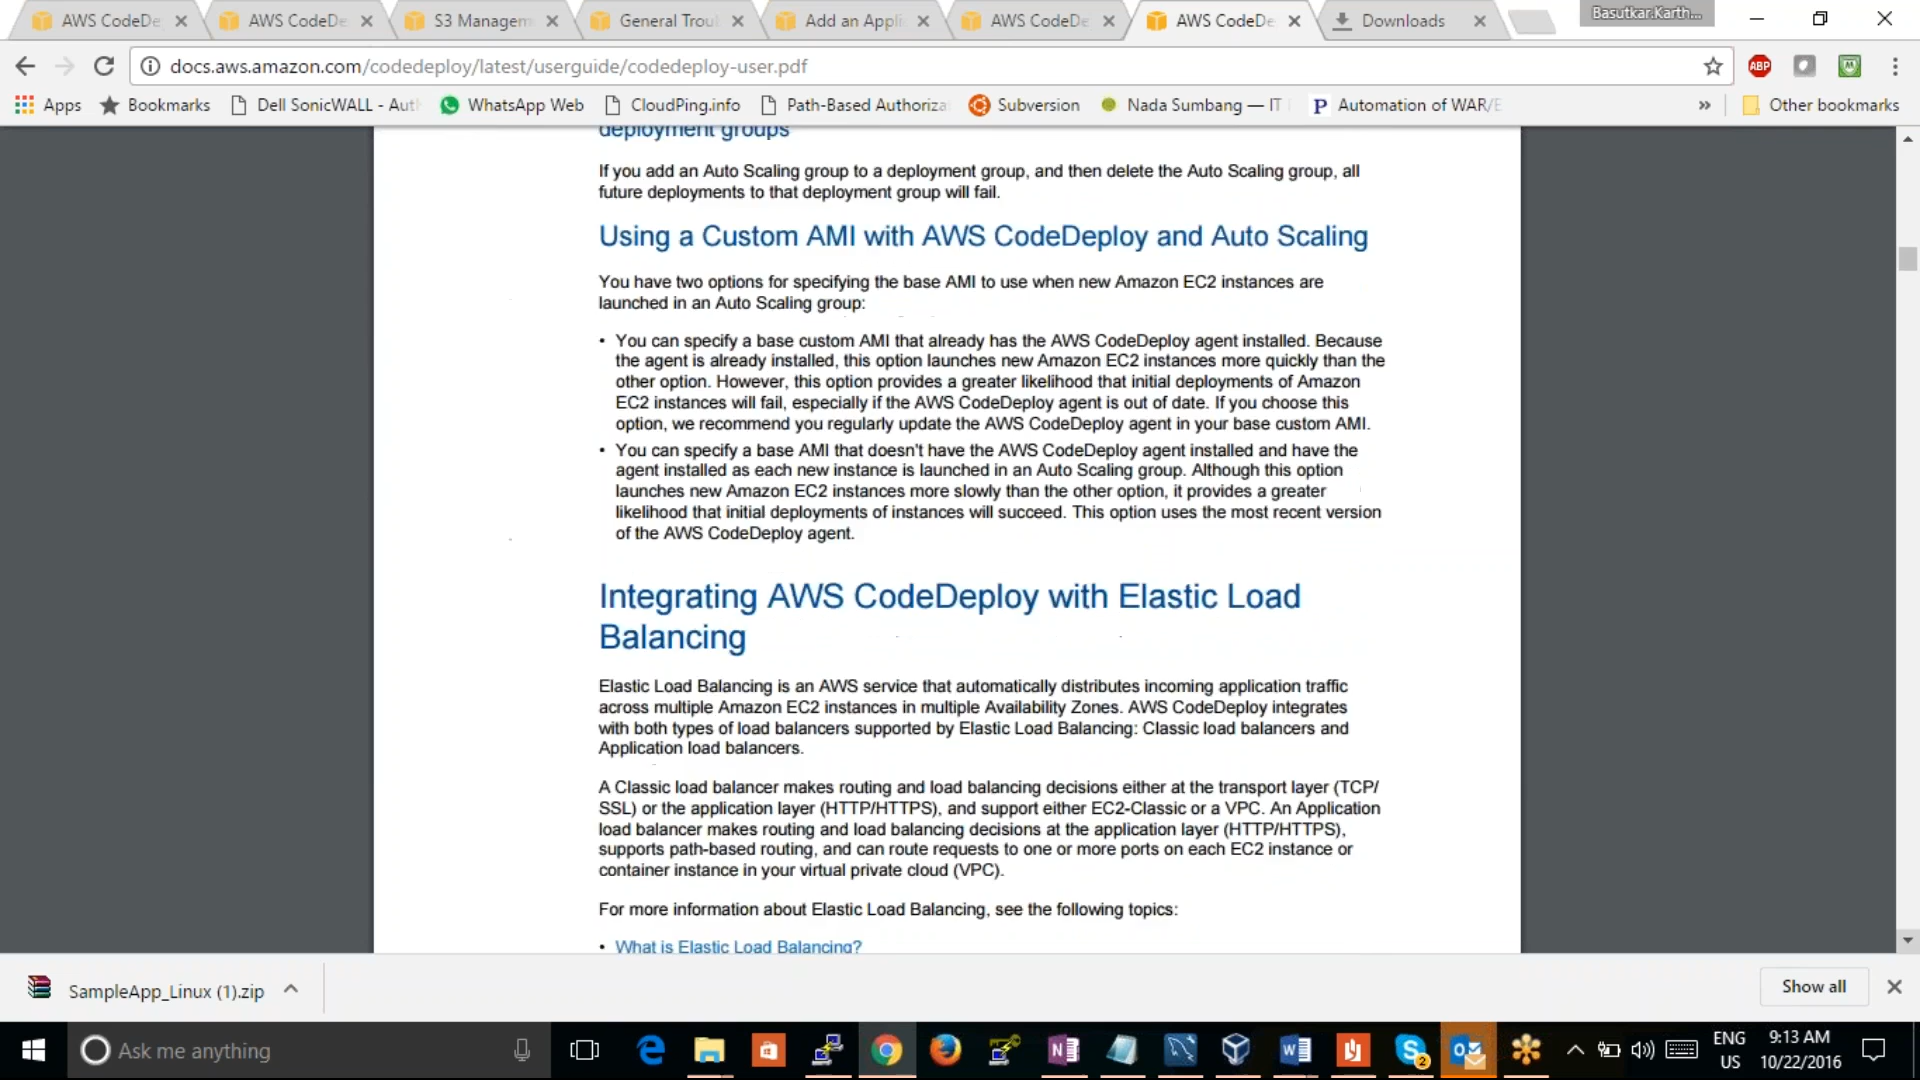 AWS CodeDe
AWS CodeDe
S3 Managem
General Trou
Add an Appli
AWS CodeDe
AWS CodeDe
Downloads
Basutkar.Karth...
docs.aws.amazon.com/codedeploy/latest/userguide/codedeploy-user.pdf
ABP
Apps
Bookmarks
Dell SonicWALL - Auth
WhatsApp Web
CloudPing.info
Path-Based Authoriza
Subversion
Nada Sumbang — IT
Automation of WAR/E
»
Other bookmarks
deployment groups
If you add an Auto Scaling group to a deployment group, and then delete the Auto Scaling group, all
future deployments to that deployment group will fail.
Using a Custom AMI with AWS CodeDeploy and Auto Scaling
You have two options for specifying the base AMI to use when new Amazon EC2 instances are
launched in an Auto Scaling group:
• You can specify a base custom AMI that already has the AWS CodeDeploy agent installed. Because
the agent is already installed, this option launches new Amazon EC2 instances more quickly than the
other option. However, this option provides a greater likelihood that initial deployments of Amazon
EC2 instances will fail, especially if the AWS CodeDeploy agent is out of date. If you choose this
option, we recommend you regularly update the AWS CodeDeploy agent in your base custom AMI.
• You can specify a base AMI that doesn't have the AWS CodeDeploy agent installed and have the
agent installed as each new instance is launched in an Auto Scaling group. Although this option
launches new Amazon EC2 instances more slowly than the other option, it provides a greater
likelihood that initial deployments of instances will succeed. This option uses the most recent version
of the AWS CodeDeploy agent.
Integrating AWS CodeDeploy with Elastic Load
Balancing
Elastic Load Balancing is an AWS service that automatically distributes incoming application traffic
across multiple Amazon EC2 instances in multiple Availability Zones. AWS CodeDeploy integrates
with both types of load balancers supported by Elastic Load Balancing: Classic load balancers and
Application load balancers.
A Classic load balancer makes routing and load balancing decisions either at the transport layer (TCP/
SSL) or the application layer (HTTP/HTTPS), and support either EC2-Classic or a VPC. An Application
load balancer makes routing and load balancing decisions at the application layer (HTTP/HTTPS),
supports path-based routing, and can route requests to one or more ports on each EC2 instance or
container instance in your virtual private cloud (VPC).
For more information about Elastic Load Balancing, see the following topics:
• What is Elastic Load Balancing?
SampleApp_Linux (1).zip
Show all
Ask me anything
ENG
US
9:13 AM
10/22/2016